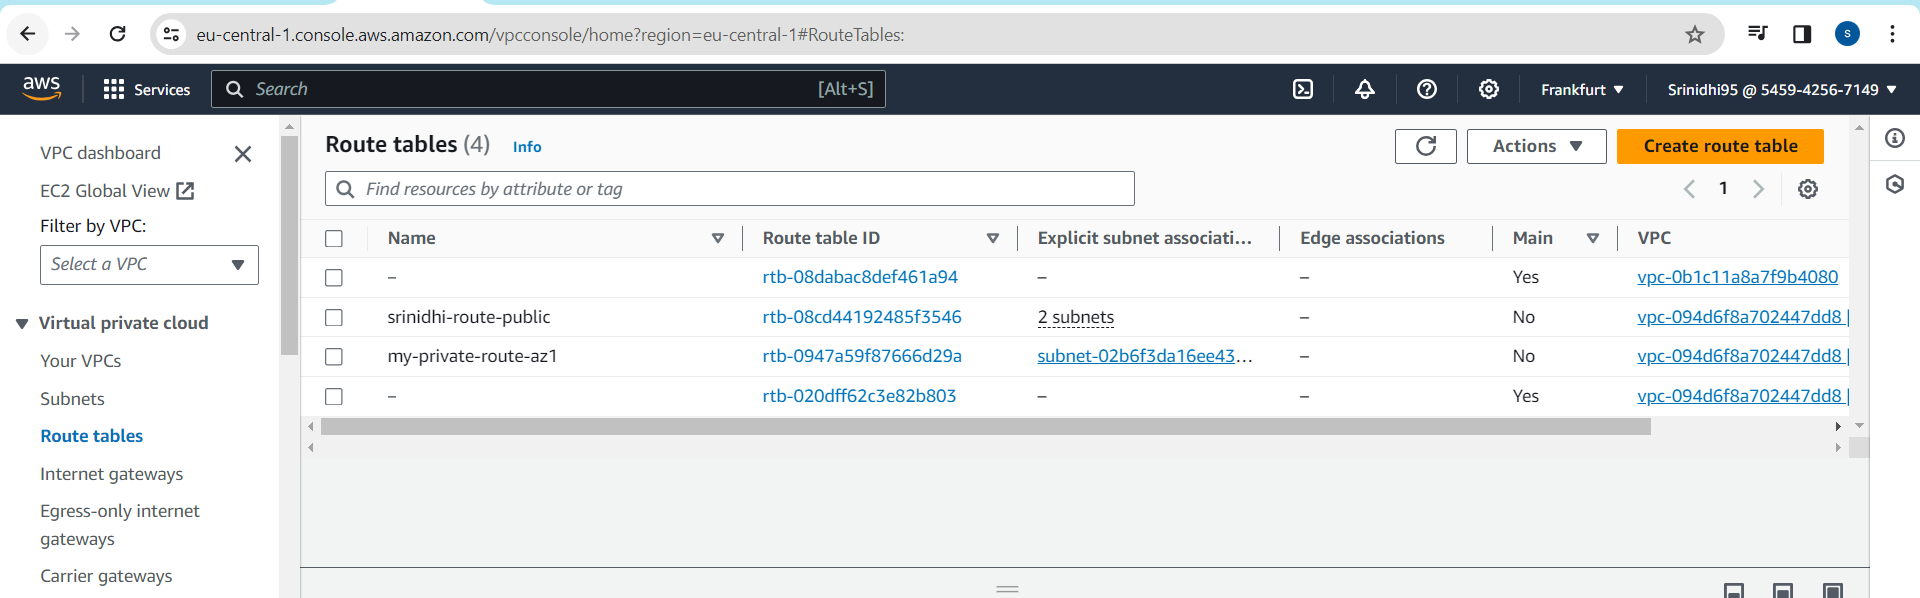 eu-central-1.console.aws.amazon.com/vpcconsole/home?region=eu-central-1#RouteTables:
S
aws
Services
Search
[Alt+S]
Frankfurt
Srinidhi95 @ 5459-4256-7149
VPC dashboard
EC2 Global View
Filter by VPC:
Select a VPC
Virtual private cloud
Your VPCs
Subnets
Route tables
Internet gateways
Egress-only internet
gateways
Carrier gateways
Route tables (4) Info
Actions
Create route table
Find resources by attribute or tag
1
Name Route table ID Explicit subnet associati... Edge associations Main VPC
– rtb-08dabac8def461a94 – – Yes vpc-0b1c11a8a7f9b4080
srinidhi-route-public rtb-08cd44192485f3546 2 subnets – No vpc-094d6f8a702447dd8 |
my-private-route-az1 rtb-0947a59f87666d29a subnet-02b6f3da16ee43... – No vpc-094d6f8a702447dd8 |
– rtb-020dff62c3e82b803 – – Yes vpc-094d6f8a702447dd8 |